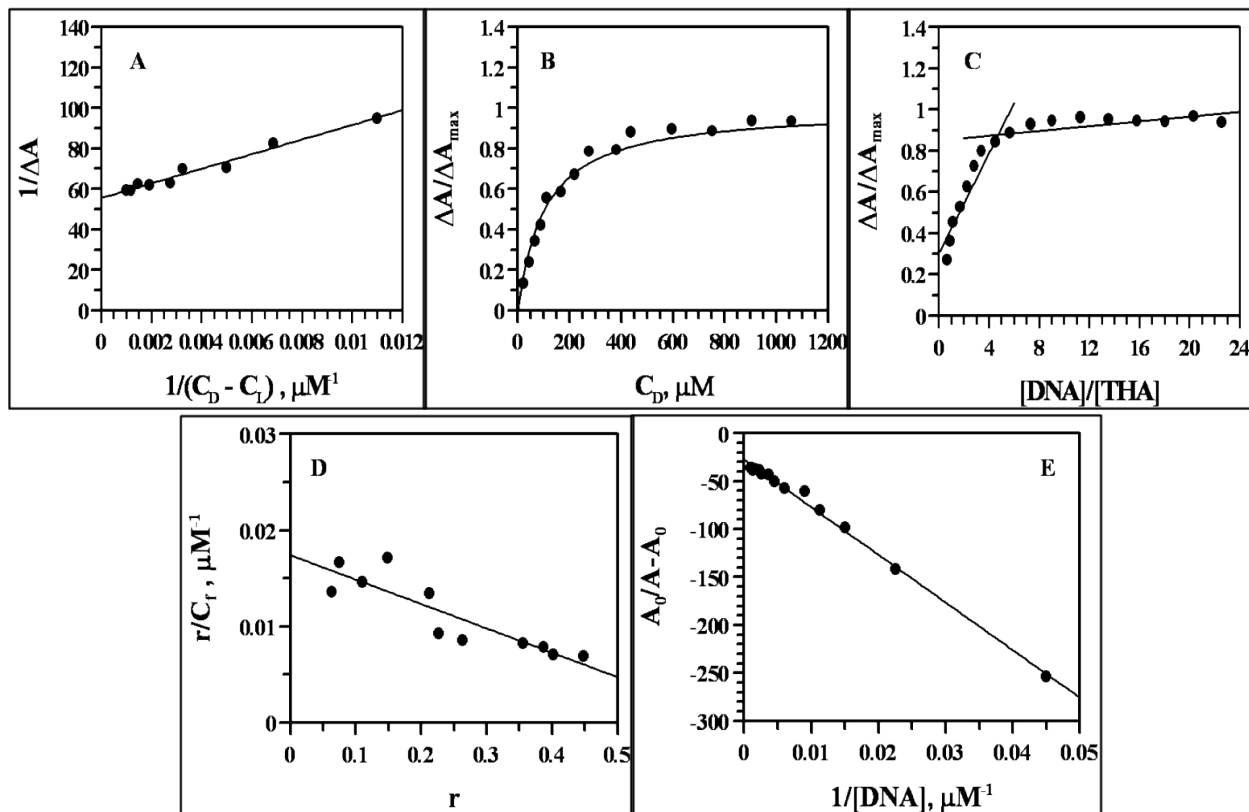 A
140
120
100
80
60
40
20
0
1/ΔA
0 0.002 0.004 0.006 0.008 0.01 0.012
1/(C_D - C_L) , μM⁻¹
B
1.4
1.2
1
0.8
0.6
0.4
0.2
0
ΔA/ΔA_max
0 200 400 600 800 1000 1200
C_D, μM
C
1.4
1.2
1
0.8
0.6
0.4
0.2
0
ΔA/ΔA_max
0 4 8 12 16 20 24
[DNA]/[THA]
D
0.03
0.02
0.01
0
r/C_f , μM⁻¹
0 0.1 0.2 0.3 0.4 0.5
r
E
0
-50
-100
-150
-200
-250
-300
A₀/A-A₀
0 0.01 0.02 0.03 0.04 0.05
1/[DNA], μM⁻¹